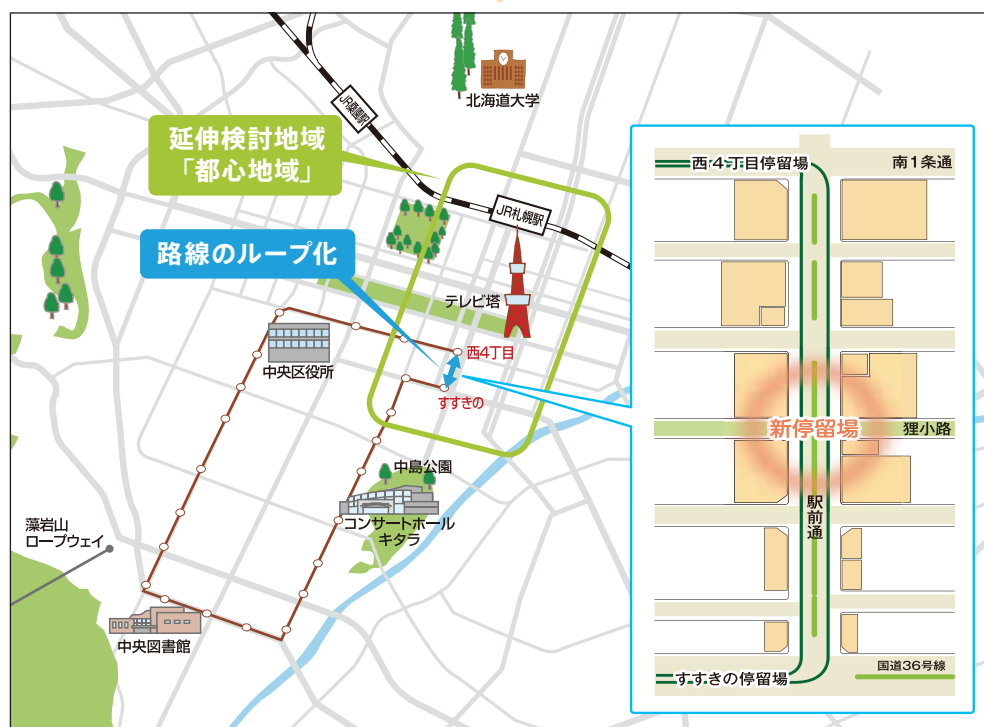 北海道大学
JR桑園駅
延伸検討地域
「都心地域」
JR札幌駅
路線のループ化
テレビ塔
西4丁目
中央区役所
すすきの
中島公園
コンサートホール
キタラ
藻岩山
ロープウェイ
中央図書館
西4丁目停留場
南1条通
新停留場
狸小路
駅前通
国道36号線
すすきの停留場